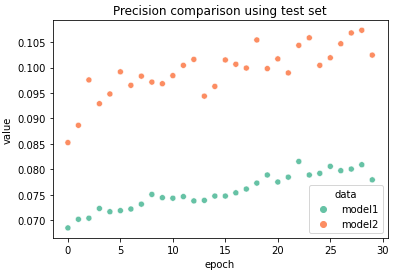 Precision comparison using test set
value
0.105
0.100
0.095
0.090
0.085
0.080
0.075
0.070
data
model1
model2
0 5 10 15 20 25 30
epoch